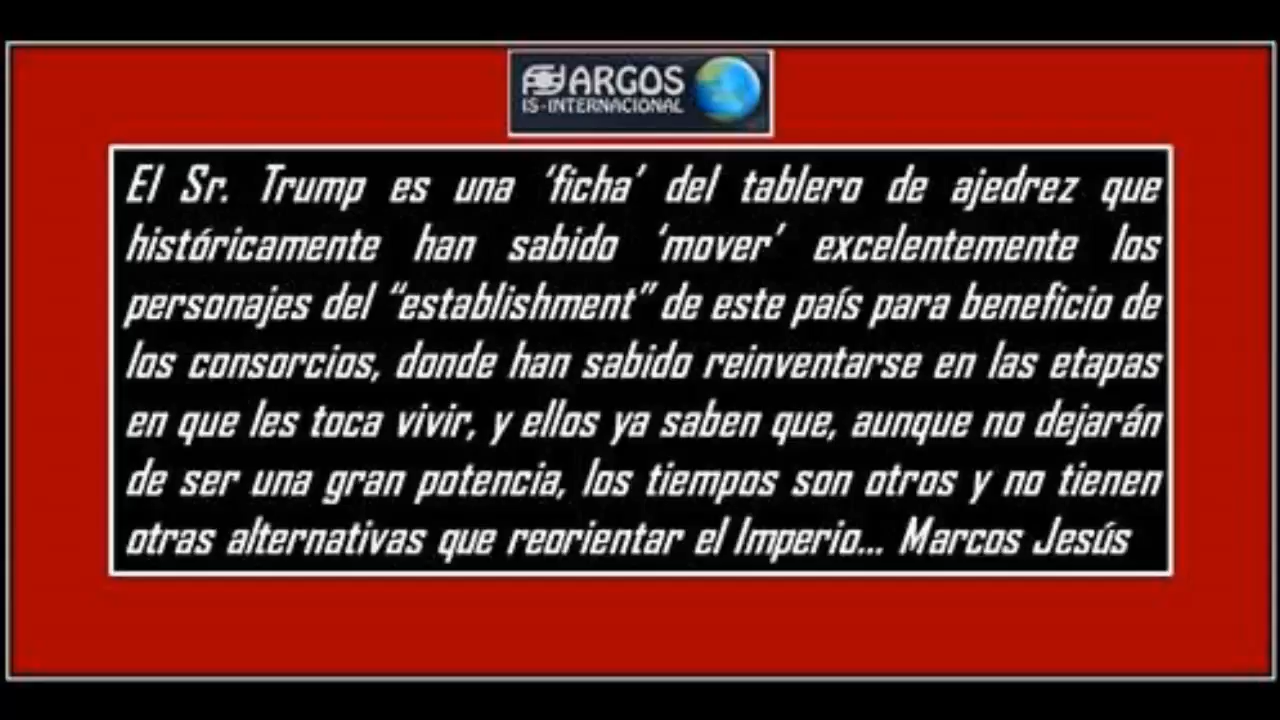 ARGOS
IS-INTERNACIONAL
El Sr. Trump es una ‘ficha’ del tablero de ajedrez que
históricamente han sabido ‘mover’ excelentemente los
personajes del “establishment” de este país para beneficio de
los consorcios, donde han sabido reinventarse en las etapas
en que les toca vivir, y ellos ya saben que, aunque no dejarán
de ser una gran potencia, los tiempos son otros y no tienen
otras alternativas que reorientar el Imperio... Marcos Jesús